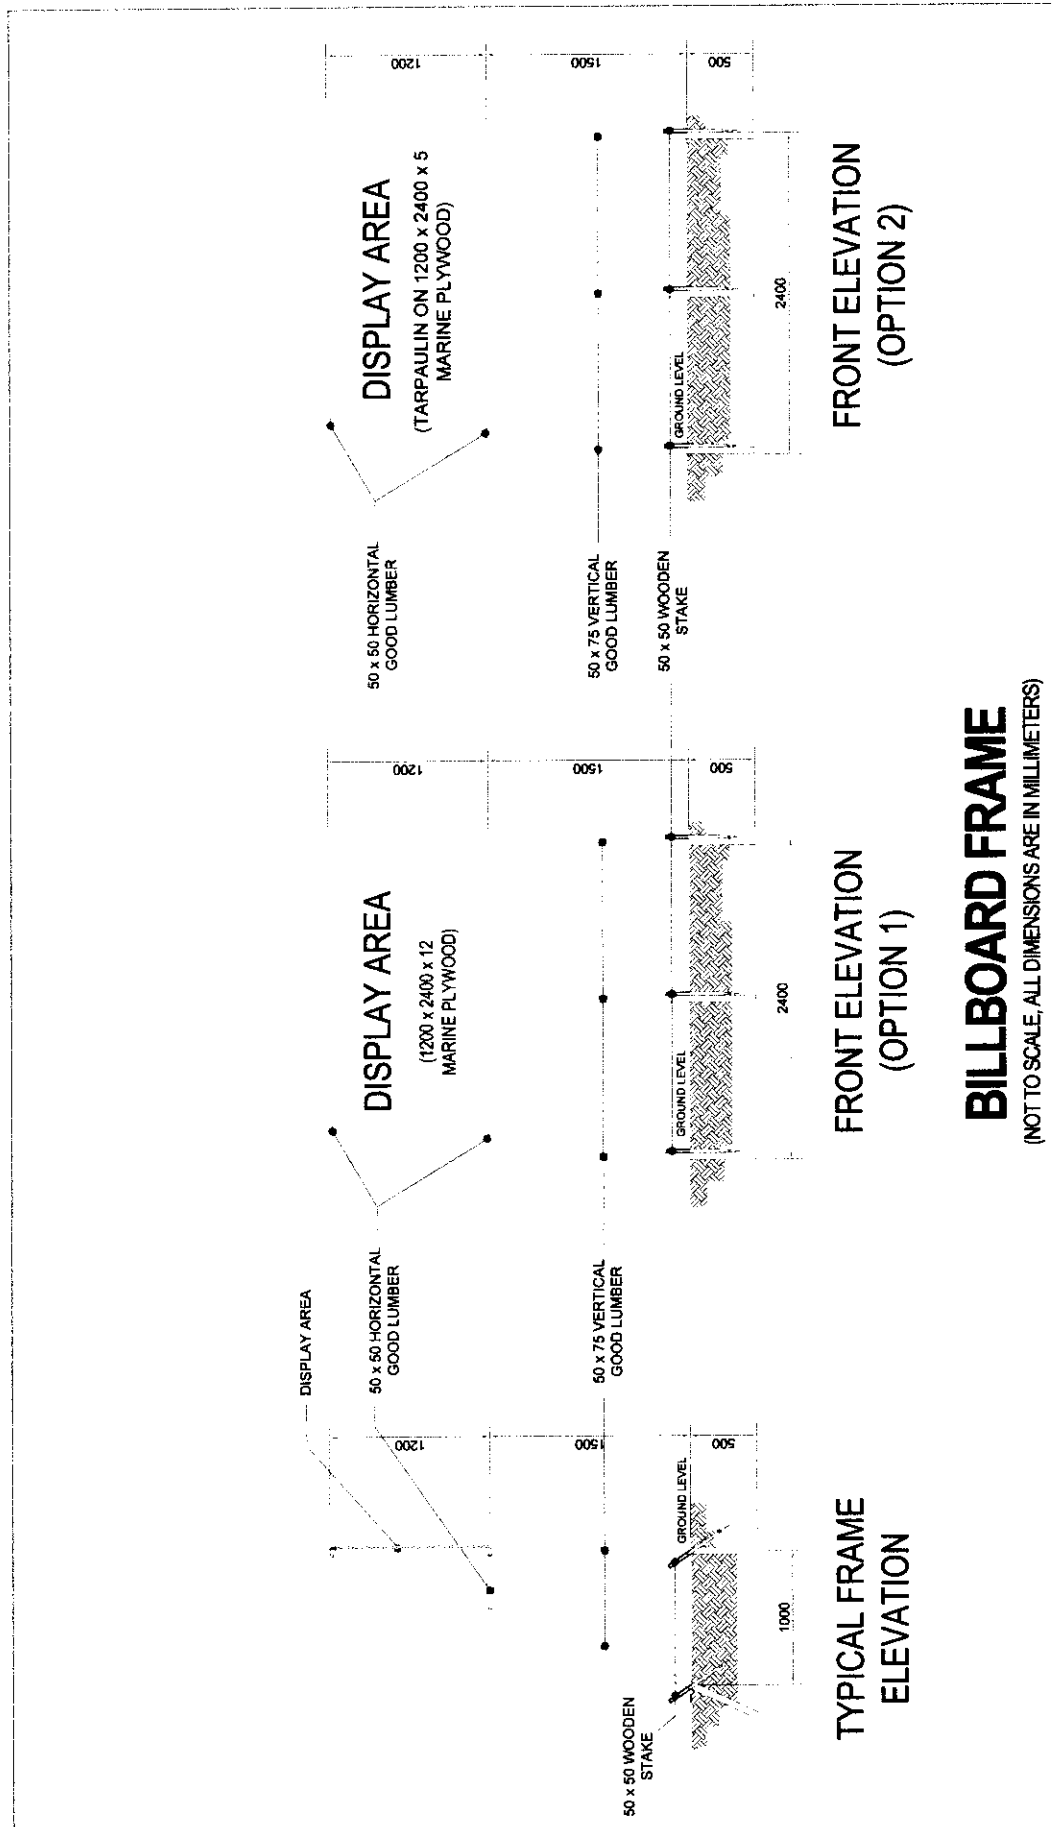 DISPLAY AREA
50 x 50 HORIZONTAL
GOOD LUMBER
50 x 75 VERTICAL
GOOD LUMBER
50 x 50 WOODEN
STAKE
GROUND LEVEL
1200
1500
500
1000
TYPICAL FRAME
ELEVATION
DISPLAY AREA
(1200 x 2400 x 12
MARINE PLYWOOD)
GROUND LEVEL
1200
1500
500
2400
FRONT ELEVATION
(OPTION 1)
50 x 50 HORIZONTAL
GOOD LUMBER
50 x 75 VERTICAL
GOOD LUMBER
50 x 50 WOODEN
STAKE
DISPLAY AREA
(TARPAULIN ON 1200 x 2400 x 5
MARINE PLYWOOD)
GROUND LEVEL
1200
1500
500
2400
FRONT ELEVATION
(OPTION 2)
BILLBOARD FRAME
(NOT TO SCALE, ALL DIMENSIONS ARE IN MILLIMETERS)